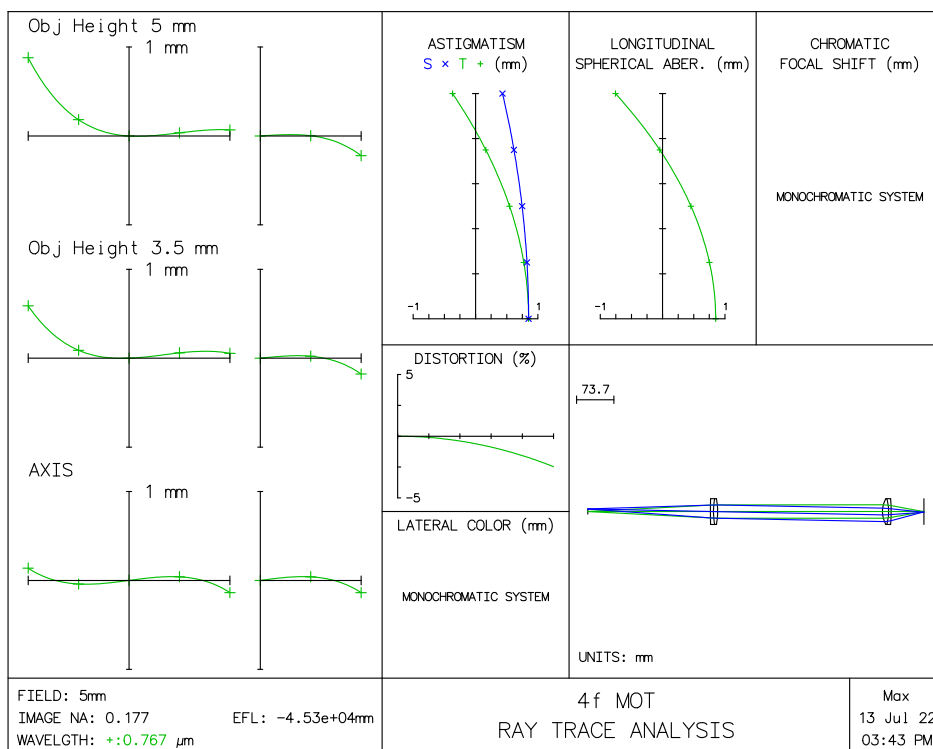 Obj Height 5 mm
1 mm
Obj Height 3.5 mm
1 mm
AXIS
1 mm
ASTIGMATISM
S × T + (mm)
-1 1
LONGITUDINAL
SPHERICAL ABER. (mm)
-1 1
CHROMATIC
FOCAL SHIFT (mm)
MONOCHROMATIC SYSTEM
DISTORTION (%)
5
-5
LATERAL COLOR (mm)
MONOCHROMATIC SYSTEM
73.7
UNITS: mm
FIELD: 5mm
IMAGE NA: 0.177 EFL: -4.53e+04mm
WAVELGTH: +:0.767 µm
4f MOT
RAY TRACE ANALYSIS
Max
13 Jul 22
03:43 PM